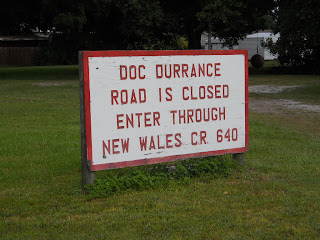 DOC DURRANCE
ROAD IS CLOSED
ENTER THROUGH
NEW WALES CR. 640